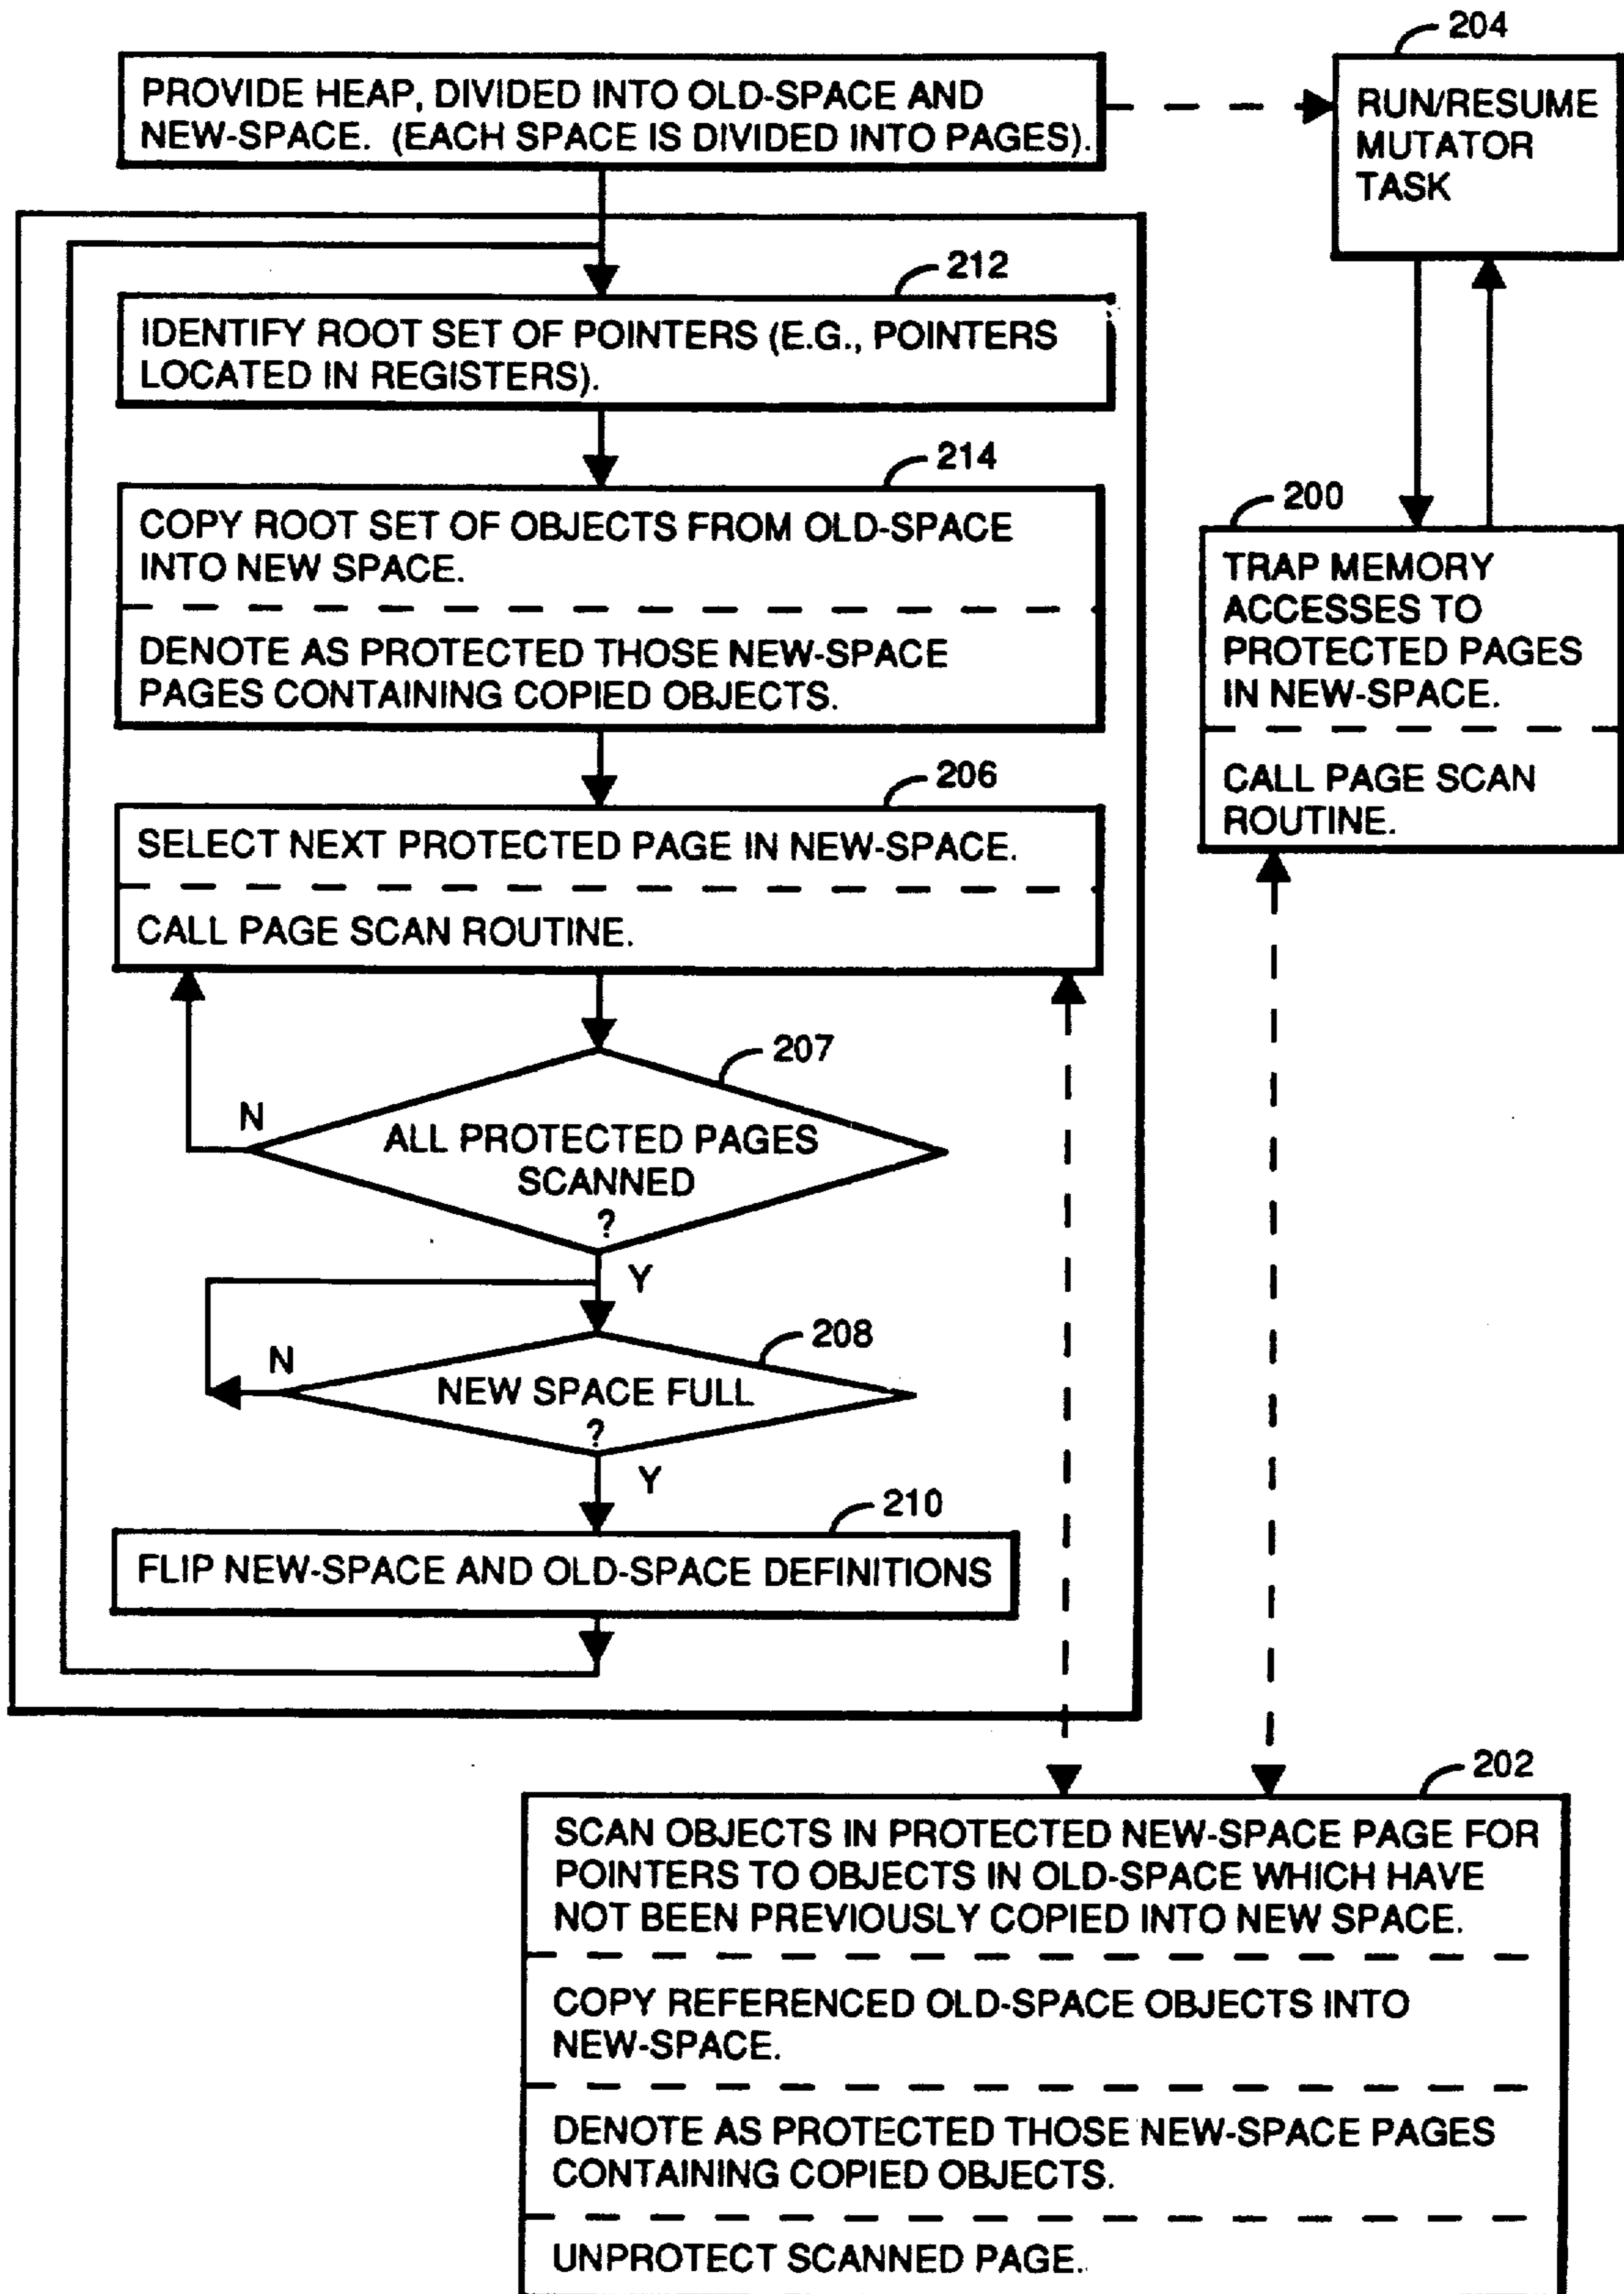 PROVIDE HEAP, DIVIDED INTO OLD-SPACE AND
NEW-SPACE. (EACH SPACE IS DIVIDED INTO PAGES).
204
RUN/RESUME
MUTATOR
TASK
212
IDENTIFY ROOT SET OF POINTERS (E.G., POINTERS
LOCATED IN REGISTERS).
214
COPY ROOT SET OF OBJECTS FROM OLD-SPACE
INTO NEW SPACE.
DENOTE AS PROTECTED THOSE NEW-SPACE
PAGES CONTAINING COPIED OBJECTS.
200
TRAP MEMORY
ACCESSES TO
PROTECTED PAGES
IN NEW-SPACE.
CALL PAGE SCAN
ROUTINE.
206
SELECT NEXT PROTECTED PAGE IN NEW-SPACE.
CALL PAGE SCAN ROUTINE.
207
N
ALL PROTECTED PAGES
SCANNED
?
Y
208
N
NEW SPACE FULL
?
Y
210
FLIP NEW-SPACE AND OLD-SPACE DEFINITIONS
202
SCAN OBJECTS IN PROTECTED NEW-SPACE PAGE FOR
POINTERS TO OBJECTS IN OLD-SPACE WHICH HAVE
NOT BEEN PREVIOUSLY COPIED INTO NEW SPACE.
COPY REFERENCED OLD-SPACE OBJECTS INTO
NEW-SPACE.
DENOTE AS PROTECTED THOSE NEW-SPACE PAGES
CONTAINING COPIED OBJECTS.
UNPROTECT SCANNED PAGE.